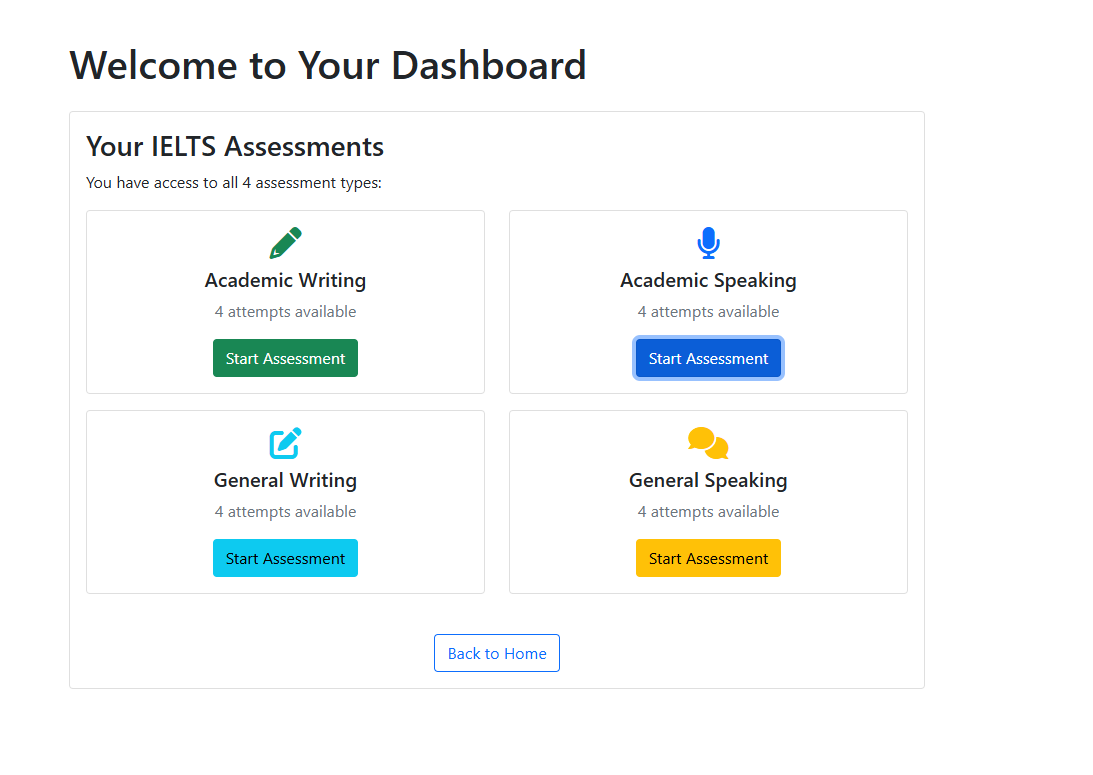 Welcome to Your Dashboard
Your IELTS Assessments
You have access to all 4 assessment types:
Academic Writing
4 attempts available
Start Assessment
Academic Speaking
4 attempts available
Start Assessment
General Writing
4 attempts available
Start Assessment
General Speaking
4 attempts available
Start Assessment
Back to Home